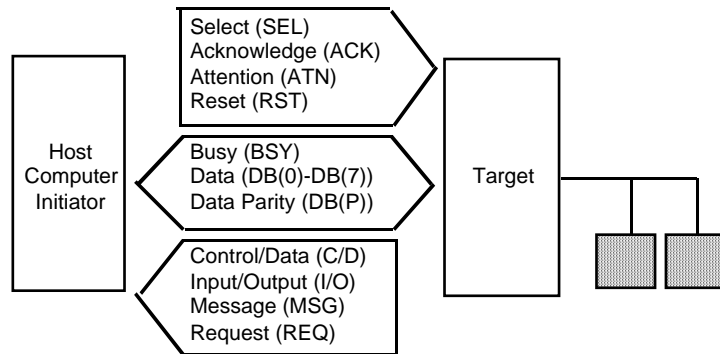 Select (SEL)
Acknowledge (ACK)
Attention (ATN)
Reset (RST)
Host
Computer
Initiator
Busy (BSY)
Data (DB(0)-DB(7))
Data Parity (DB(P))
Target
Control/Data (C/D)
Input/Output (I/O)
Message (MSG)
Request (REQ)